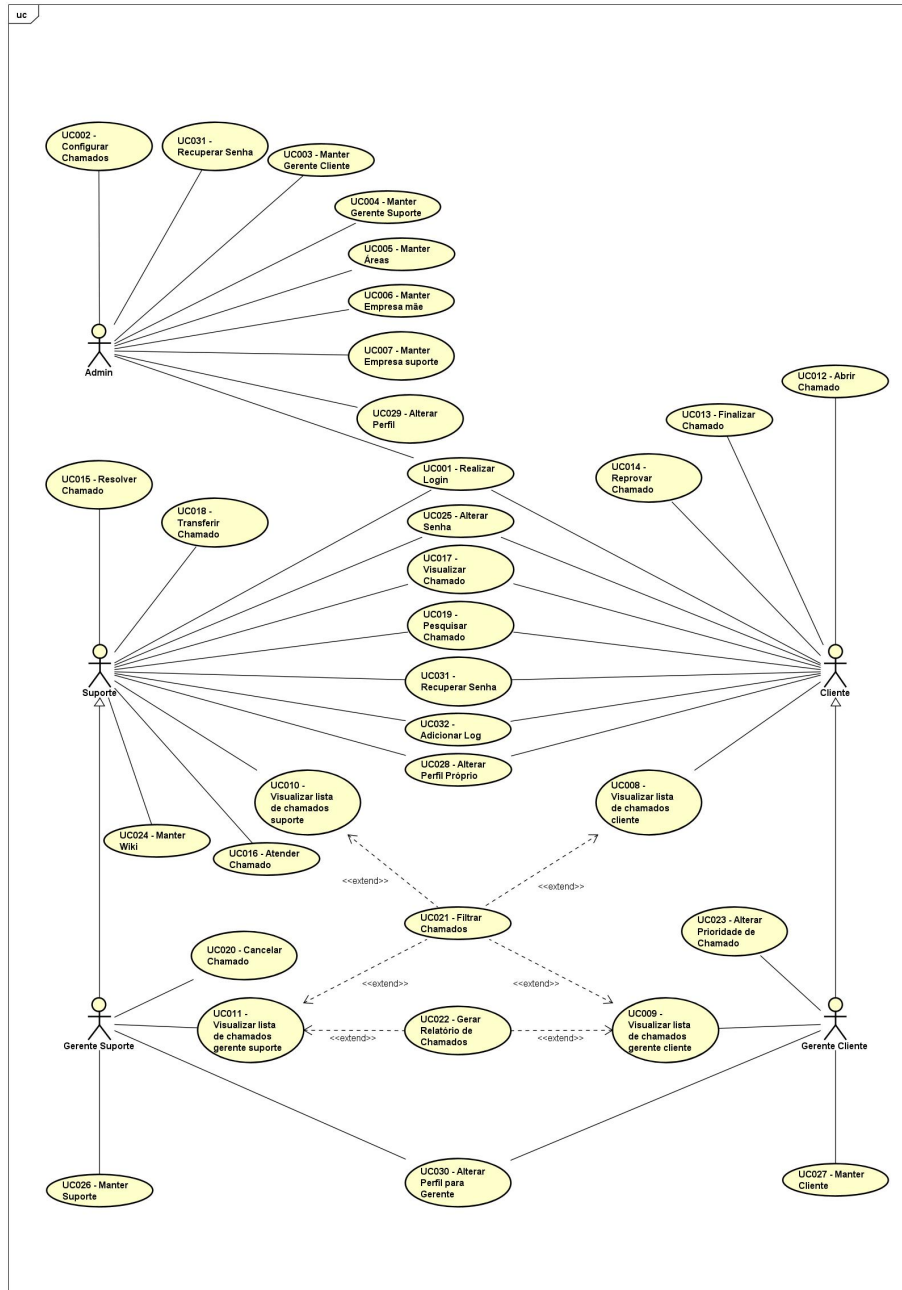 uc
UC002 -
Configurar
Chamados
UC031 -
Recuperar Senha
UC003 - Manter
Gerente Cliente
UC004 - Manter
Gerente Suporte
UC005 - Manter
Áreas
UC006 - Manter
Empresa mãe
UC007 - Manter
Empresa suporte
Admin
UC029 - Alterar
Perfil
UC012 - Abrir
Chamado
UC013 - Finalizar
Chamado
UC014 -
Reprovar
Chamado
UC001 - Realizar
Login
UC015 - Resolver
Chamado
UC018 -
Transferir
Chamado
UC025 - Alterar
Senha
UC017 -
Visualizar
Chamado
UC019 -
Pesquisar
Chamado
UC031 -
Recuperar Senha
Suporte
Cliente
UC032 -
Adicionar Log
UC028 - Alterar
Perfil Próprio
UC010 -
Visualizar lista
de chamados
suporte
UC008 -
Visualizar lista
de chamados
cliente
UC024 - Manter
Wiki
UC016 - Atender
Chamado
<<extend>>
<<extend>>
UC021 - Filtrar
Chamados
UC023 - Alterar
Prioridade de
Chamado
UC020 - Cancelar
Chamado
<<extend>>
<<extend>>
UC011 -
Visualizar lista
de chamados
gerente suporte
UC022 - Gerar
Relatório de
Chamados
UC009 -
Visualizar lista
de chamados
gerente cliente
<<extend>>
<<extend>>
Gerente Suporte
Gerente Cliente
UC030 - Alterar
Perfil para
Gerente
UC026 - Manter
Suporte
UC027 - Manter
Cliente